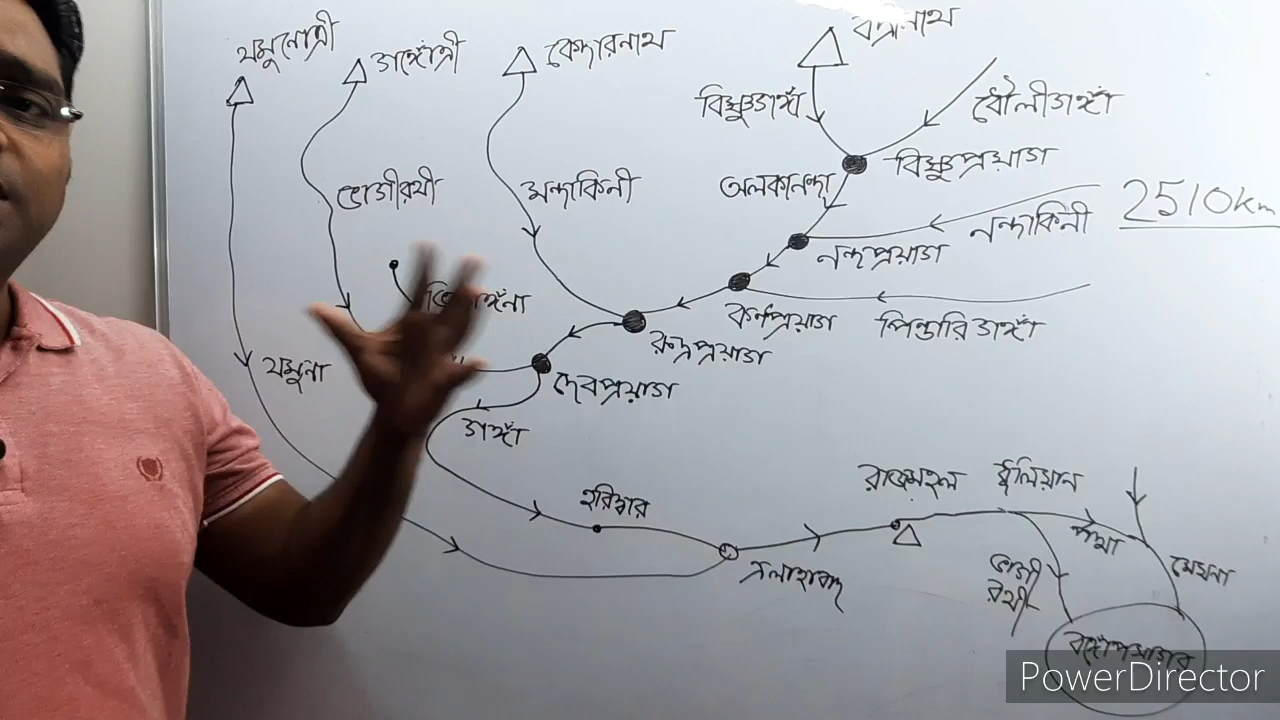 যমুনোত্রী
গঙ্গোত্রী
কেদারনাথ
বদ্রীনাথ
বিষ্ণুগঙ্গাঁ
ধৌলীগঙ্গাঁ
বিষ্ণুপ্রয়াগ
অলকানন্দা
ভাগীরথী
মন্দাকিনী
2510km
নন্দাকিনী
নন্দপ্রয়াগ
কর্ণপ্রয়াগ
পিন্ডারি গঙ্গাঁ
রুদ্রপ্রয়াগ
যমুনা
দেবপ্রয়াগ
গঙ্গাঁ
হরিদ্বার
এলাহাবাদ
রাজমহল
ধূলিয়ান
পদ্মা
মেঘনা
ভাগী
রথী
বঙ্গোঁপসাগর
PowerDirector